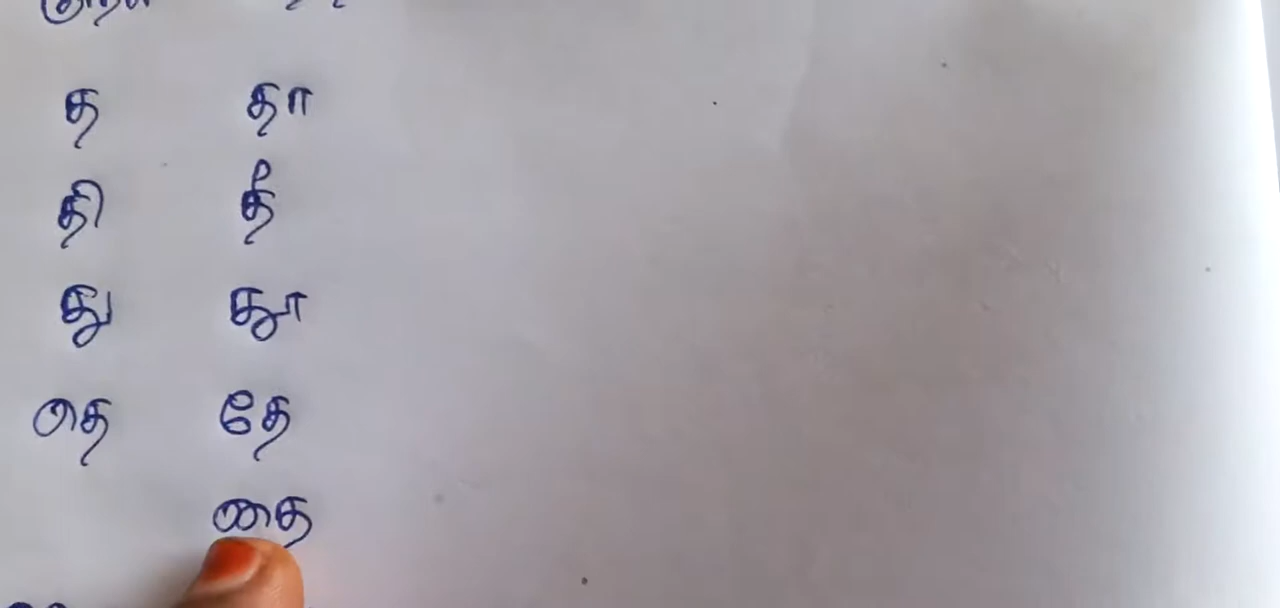 த தா
தி தீ
து தூ
தெ தே
தை